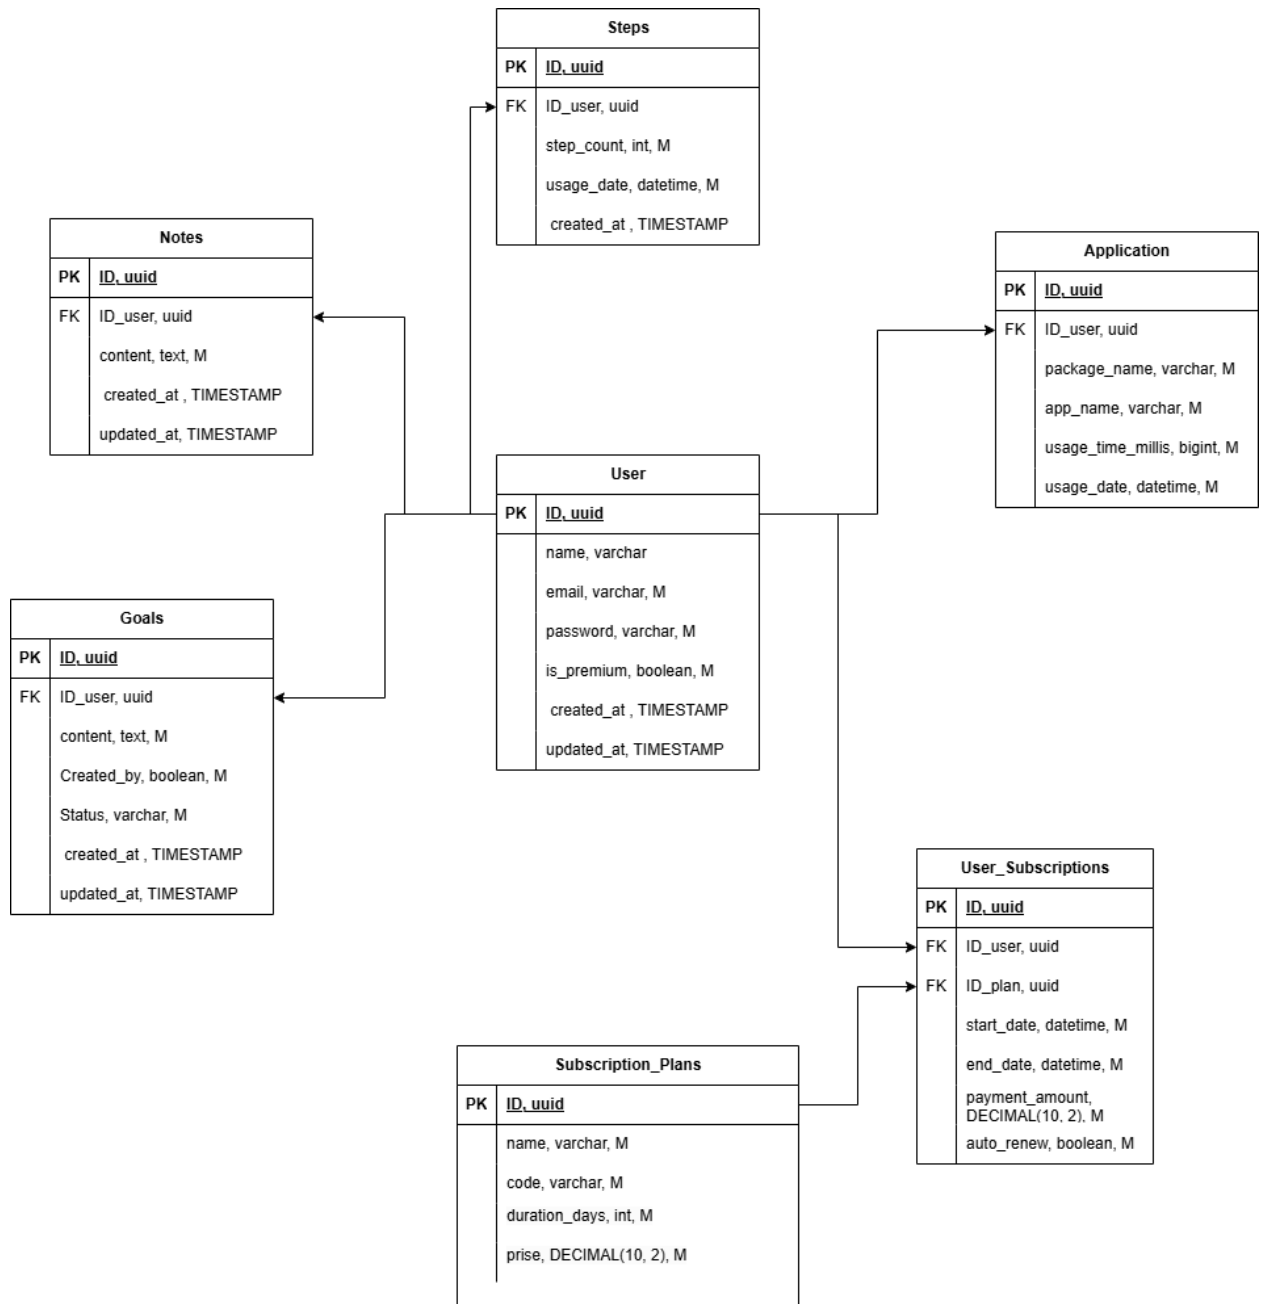 Steps
PK ID, uuid
FK ID_user, uuid
step_count, int, M
usage_date, datetime, M
created_at , TIMESTAMP
Notes
PK ID, uuid
FK ID_user, uuid
content, text, M
created_at , TIMESTAMP
updated_at, TIMESTAMP
Application
PK ID, uuid
FK ID_user, uuid
package_name, varchar, M
app_name, varchar, M
usage_time_millis, bigint, M
usage_date, datetime, M
User
PK ID, uuid
name, varchar
email, varchar, M
password, varchar, M
is_premium, boolean, M
created_at , TIMESTAMP
updated_at, TIMESTAMP
Goals
PK ID, uuid
FK ID_user, uuid
content, text, M
Created_by, boolean, M
Status, varchar, M
created_at , TIMESTAMP
updated_at, TIMESTAMP
User_Subscriptions
PK ID, uuid
FK ID_user, uuid
FK ID_plan, uuid
start_date, datetime, M
end_date, datetime, M
payment_amount,
DECIMAL(10, 2), M
auto_renew, boolean, M
Subscription_Plans
PK ID, uuid
name, varchar, M
code, varchar, M
duration_days, int, M
prise, DECIMAL(10, 2), M